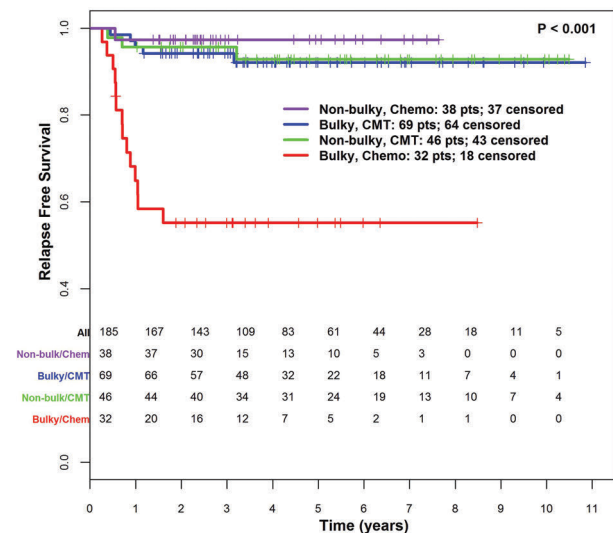 P < 0.001
1.0
0.8
0.6
0.4
0.2
0.0
Relapse Free Survival
Non-bulky, Chemo: 38 pts; 37 censored
Bulky, CMT: 69 pts; 64 censored
Non-bulky, CMT: 46 pts; 43 censored
Bulky, Chemo: 32 pts; 18 censored
All 185 167 143 109 83 61 44 28 18 11 5
Non-bulk/Chem 38 37 30 15 13 10 5 3 0 0 0
Bulky/CMT 69 66 57 48 32 22 18 11 7 4 1
Non-bulk/CMT 46 44 40 34 31 24 19 13 10 7 4
Bulky/Chem 32 20 16 12 7 5 2 1 1 0 0
0 1 2 3 4 5 6 7 8 9 10 11
Time (years)